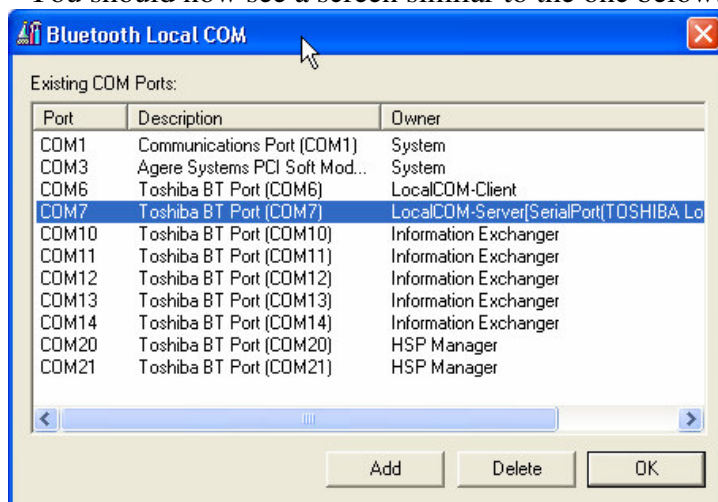 You should now see a screen similar to the one below
Bluetooth Local COM
Existing COM Ports:
Port Description Owner
COM1 Communications Port (COM1) System
COM3 Agere Systems PCI Soft Mod... System
COM6 Toshiba BT Port (COM6) LocalCOM-Client
COM7 Toshiba BT Port (COM7) LocalCOM-Server[SerialPort(TOSHIBA Lo
COM10 Toshiba BT Port (COM10) Information Exchanger
COM11 Toshiba BT Port (COM11) Information Exchanger
COM12 Toshiba BT Port (COM12) Information Exchanger
COM13 Toshiba BT Port (COM13) Information Exchanger
COM14 Toshiba BT Port (COM14) Information Exchanger
COM20 Toshiba BT Port (COM20) HSP Manager
COM21 Toshiba BT Port (COM21) HSP Manager
Add Delete OK